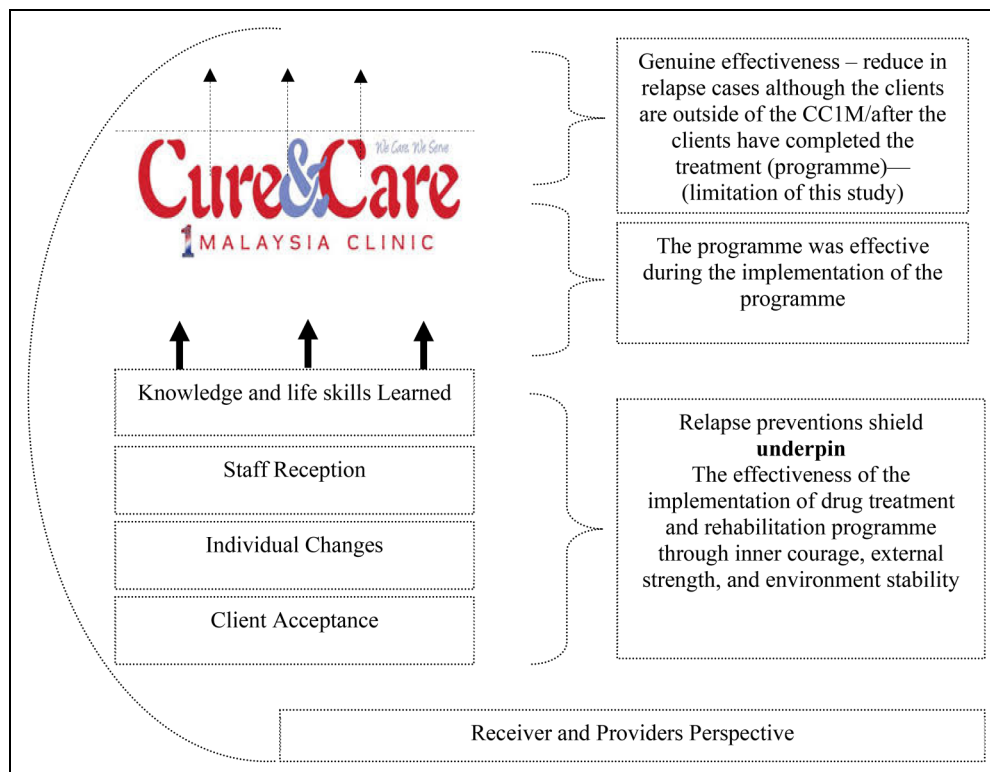 We Care, We Serve
Cure&Care
1MALAYSIA CLINIC
Knowledge and life skills Learned
Staff Reception
Individual Changes
Client Acceptance
Genuine effectiveness – reduce in
relapse cases although the clients
are outside of the CC1M/after the
clients have completed the
treatment (programme)—
(limitation of this study)
The programme was effective
during the implementation of the
programme
Relapse preventions shield
underpin
The effectiveness of the
implementation of drug treatment
and rehabilitation programme
through inner courage, external
strength, and environment stability
Receiver and Providers Perspective